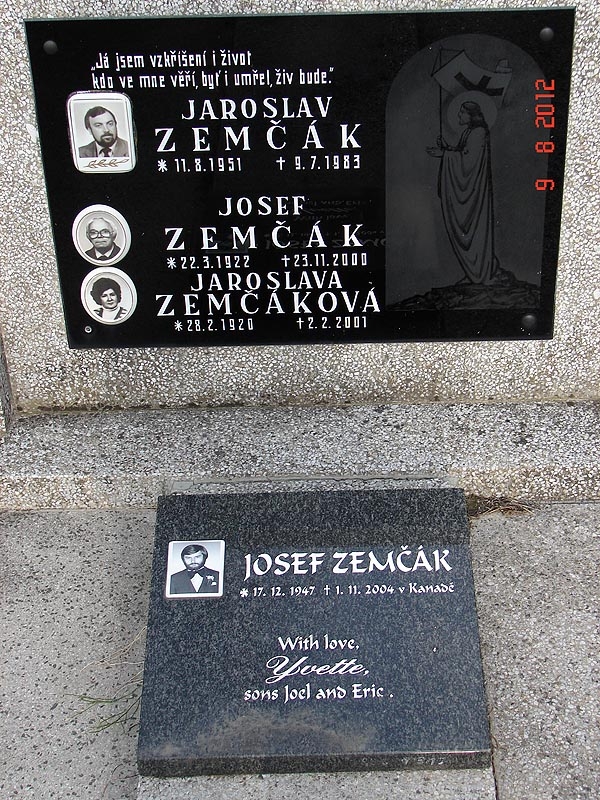 „Já jsem vzkříšení i život
kdo ve mne věří, byť i umřel, živ bude."
JAROSLAV
ZEMČÁK
* 11.8.1951 † 9.7.1983
JOSEF
ZEMČÁK
* 22.3.1922 † 23.11.2000
JAROSLAVA
ZEMČÁKOVÁ
* 28.2.1920 † 2.2.2001
9 8 2012
JOSEF ZEMČÁK
* 17. 12. 1947 † 1. 11. 2004 v Kanadě
With love,
Yvette,
sons Joel and Eric .